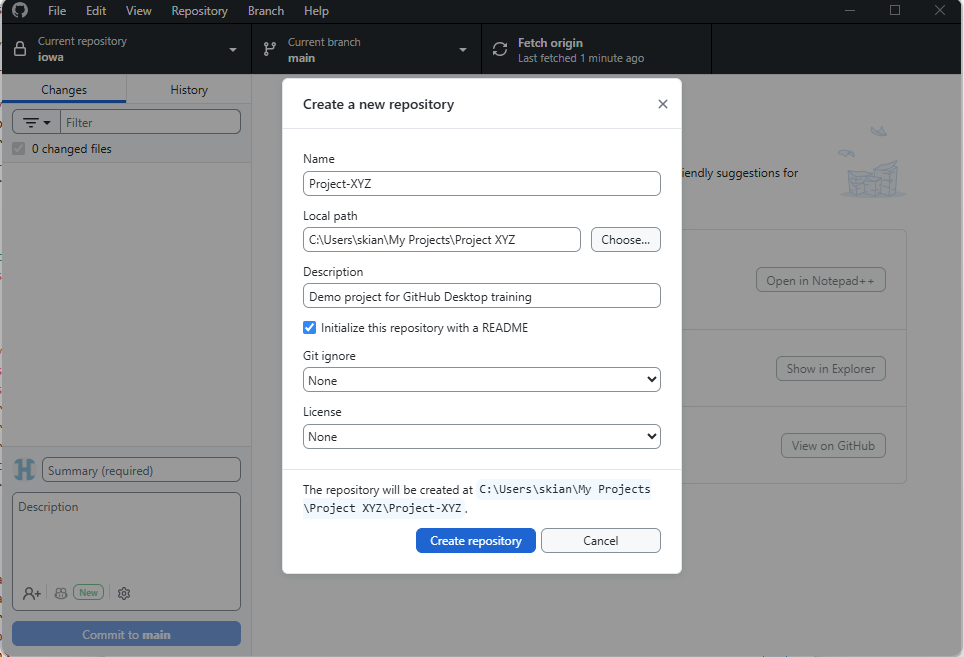 File Edit View Repository Branch Help
Current repository
iowa
Current branch
main
Fetch origin
Last fetched 1 minute ago
Changes History
Filter
0 changed files
Create a new repository
Name
Project-XYZ
Local path
C:\Users\skian\My Projects\Project XYZ
Choose...
Description
Demo project for GitHub Desktop training
Initialize this repository with a README
Git ignore
None
License
None
The repository will be created at C:\Users\skian\My Projects
\Project XYZ\Project-XYZ.
Create repository Cancel
iendly suggestions for
Open in Notepad++
Show in Explorer
View on GitHub
Summary (required)
Description
New
Commit to main